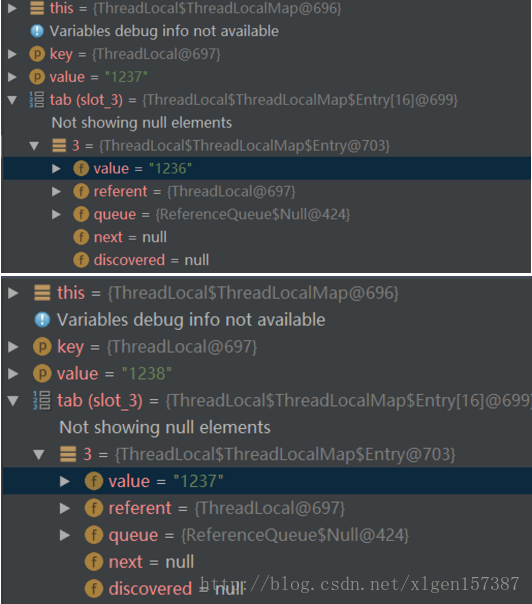 this = {ThreadLocal$ThreadLocalMap@696}
Variables debug info not available
key = {ThreadLocal@697}
value = "1237"
tab (slot_3) = {ThreadLocal$ThreadLocalMap$Entry[16]@699}
Not showing null elements
3 = {ThreadLocal$ThreadLocalMap$Entry@703}
value = "1236"
referent = {ThreadLocal@697}
queue = {ReferenceQueue$Null@424}
next = null
discovered = null
this = {ThreadLocal$ThreadLocalMap@696}
Variables debug info not available
key = {ThreadLocal@697}
value = "1238"
tab (slot_3) = {ThreadLocal$ThreadLocalMap$Entry[16]@699
Not showing null elements
3 = {ThreadLocal$ThreadLocalMap$Entry@703}
value = "1237"
referent = {ThreadLocal@697}
queue = {ReferenceQueue$Null@424}
next = null
discovered = null
http://blog.csdn.net/xlgen157387